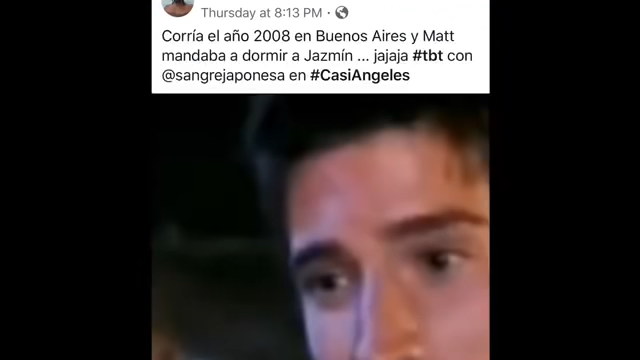 Thursday at 8:13 PM ·
Corría el año 2008 en Buenos Aires y Matt
mandaba a dormir a Jazmín ... jajaja #tbt con
@sangrejaponesa en #CasiAngeles